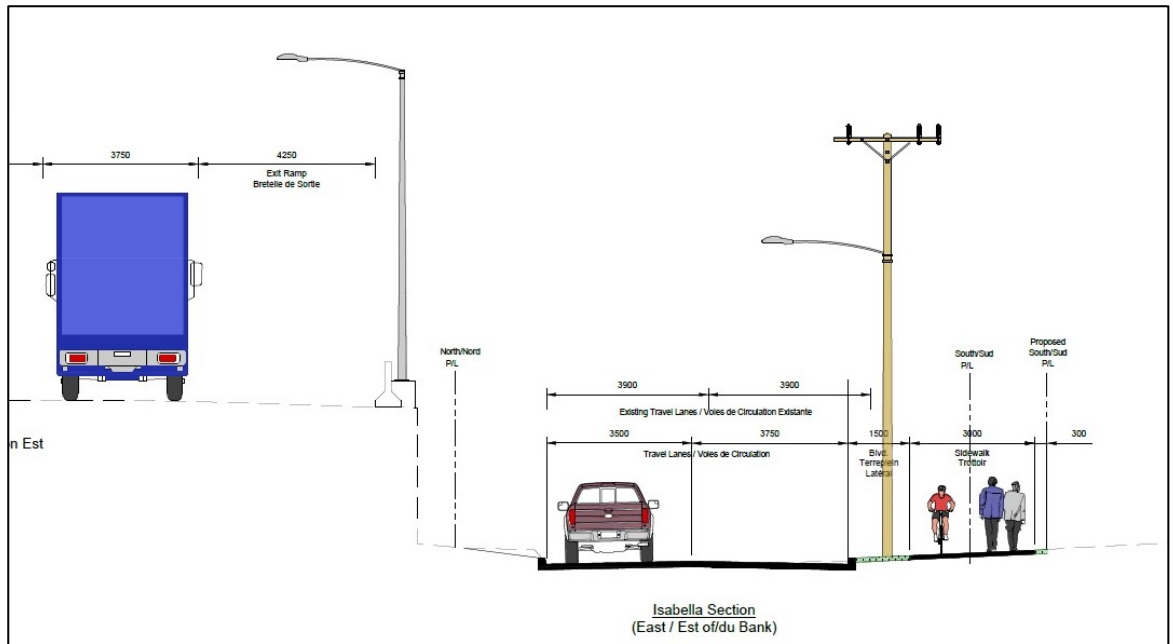 3750
4250
Exit Ramp
Bretelle de Sortie
North/Nord
P/L
South/Sud
P/L
Proposed
South/Sud
P/L
3900
3900
Existing Travel Lanes / Voies de Circulation Existante
3500
3750
1500
3000
300
Travel Lanes / Voies de Circulation
Blvd.
Terreplein
Latéral
Sidewalk
Trottoir
n Est
Isabella Section
(East / Est of/du Bank)